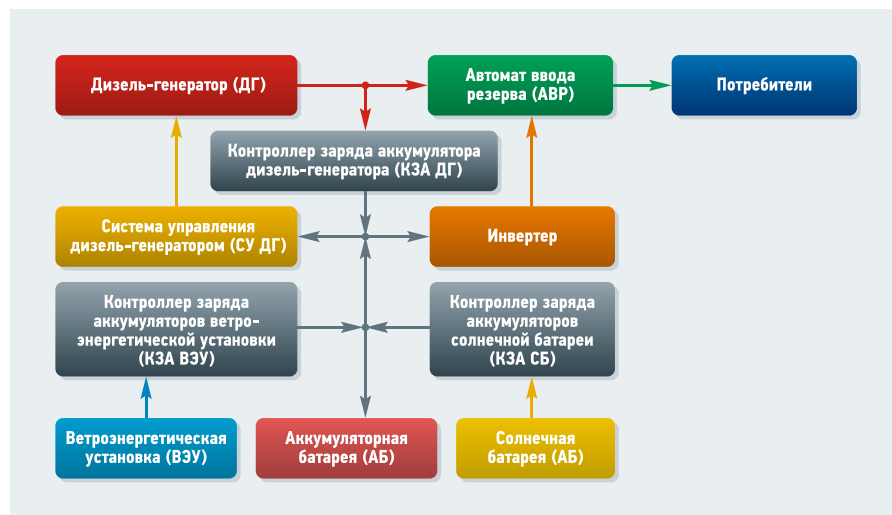 Дизель-генератор (ДГ)
Автомат ввода
резерва (АВР)
Потребители
Контроллер заряда аккумулятора
дизель-генератора (КЗА ДГ)
Система управления
дизель-генератором (СУ ДГ)
Инвертер
Контроллер заряда
аккумуляторов ветро-
энергетической установки
(КЗА ВЭУ)
Контроллер заряда
аккумуляторов
солнечной батареи
(КЗА СБ)
Ветроэнергетическая
установка (ВЭУ)
Аккумуляторная
батарея (АБ)
Солнечная
батарея (АБ)